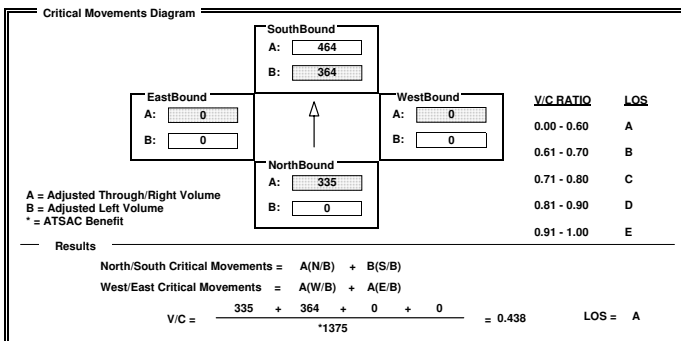 Critical Movements Diagram
SouthBound
A: 464
B: 364
EastBound
A: 0
B: 0
WestBound
A: 0
B: 0
NorthBound
A: 335
B: 0
V/C RATIO LOS
0.00 - 0.60 A
0.61 - 0.70 B
0.71 - 0.80 C
0.81 - 0.90 D
0.91 - 1.00 E
A = Adjusted Through/Right Volume
B = Adjusted Left Volume
* = ATSAC Benefit
Results
North/South Critical Movements = A(N/B) + B(S/B)
West/East Critical Movements = A(W/B) + A(E/B)
335 + 364 + 0 + 0
V/C = = 0.438 LOS = A
*1375